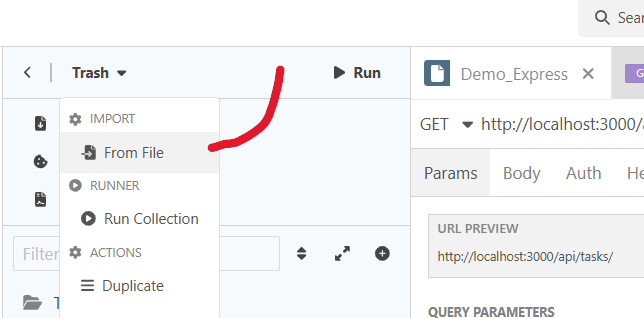 Sear
Trash
Run
Demo_Express
G
IMPORT
From File
GET
http://localhost:3000/a
RUNNER
Run Collection
Params
Body
Auth
He
Filter
ACTIONS
Duplicate
URL PREVIEW
http://localhost:3000/api/tasks/
T
QUERY PARAMETERS